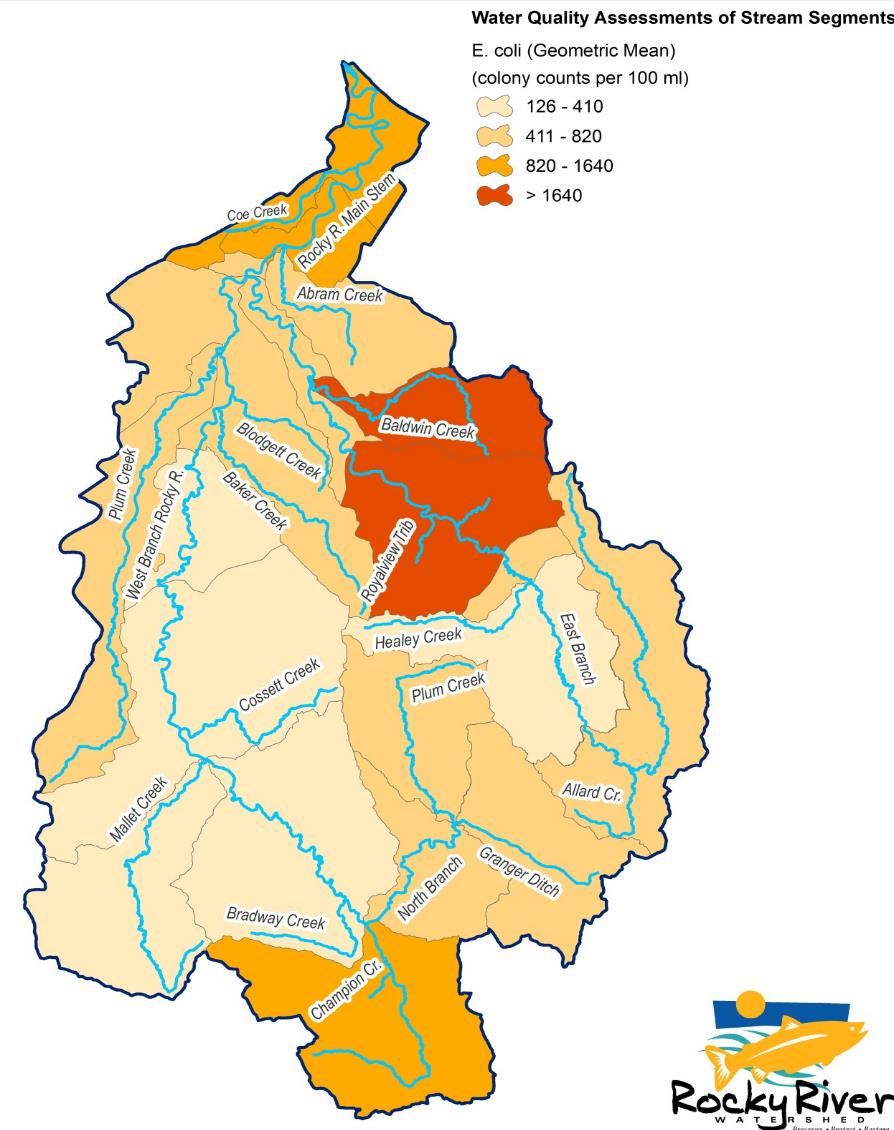 Water Quality Assessments of Stream Segments
E. coli (Geometric Mean)
(colony counts per 100 ml)
126 - 410
411 - 820
820 - 1640
> 1640
Coe Creek
Rocky R. Main Stem
Abram Creek
Baldwin Creek
Blodgett Creek
Plum Creek
West Branch Rocky R.
Baker Creek
Royalview Trib
Healey Creek
East Branch
Cossett Creek
Plum Creek
Mallet Creek
Allard Cr.
Granger Ditch
North Branch
Bradway Creek
Champion Cr.
Rocky River
WATERSHED